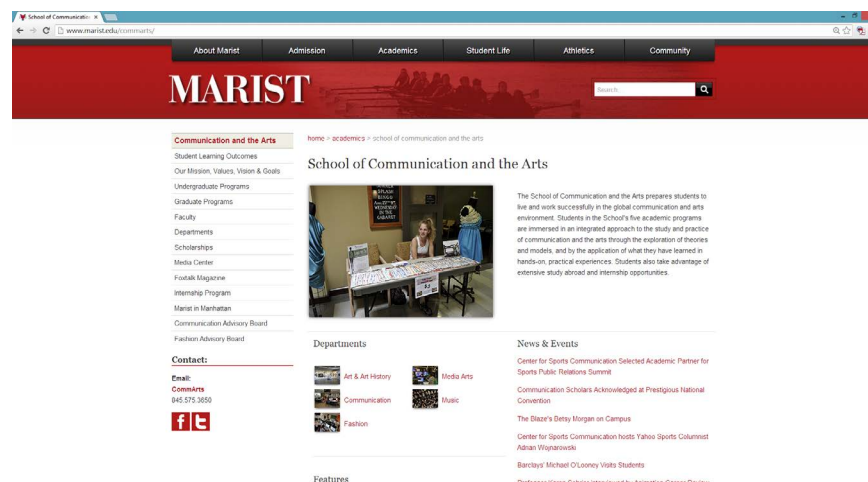 School of Communication
www.marist.edu/commarts/
About Marist
Admission
Academics
Student Life
Athletics
Community
MARIST
Search
Communication and the Arts
Student Learning Outcomes
Our Mission, Values, Vision & Goals
Undergraduate Programs
Graduate Programs
Faculty
Departments
Scholarships
Media Center
Foxtalk Magazine
Internship Program
Marist in Manhattan
Communication Advisory Board
Fashion Advisory Board
Contact:
Email:
CommArts
845.575.3650
home > academics > school of communication and the arts
School of Communication and the Arts
The School of Communication and the Arts prepares students to
live and work successfully in the global communication and arts
environment. Students in the School's five academic programs
are immersed in an integrated approach to the study and practice
of communication and the arts through the exploration of theories
and models, and by the application of what they have learned in
hands-on, practical experiences. Students also take advantage of
extensive study abroad and internship opportunities.
Departments
Art & Art History
Media Arts
Communication
Music
Fashion
Features
News & Events
Center for Sports Communication Selected Academic Partner for
Sports Public Relations Summit
Communication Scholars Acknowledged at Prestigious National
Convention
The Blaze's Betsy Morgan on Campus
Center for Sports Communication hosts Yahoo Sports Columnist
Adrian Wojnarowski
Barclays' Michael O'Looney Visits Students